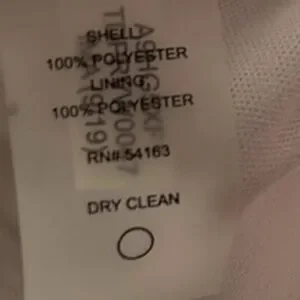 SHELL
100% POLYESTER
LINING
100% POLYESTER
RN# 54163
DRY CLEAN